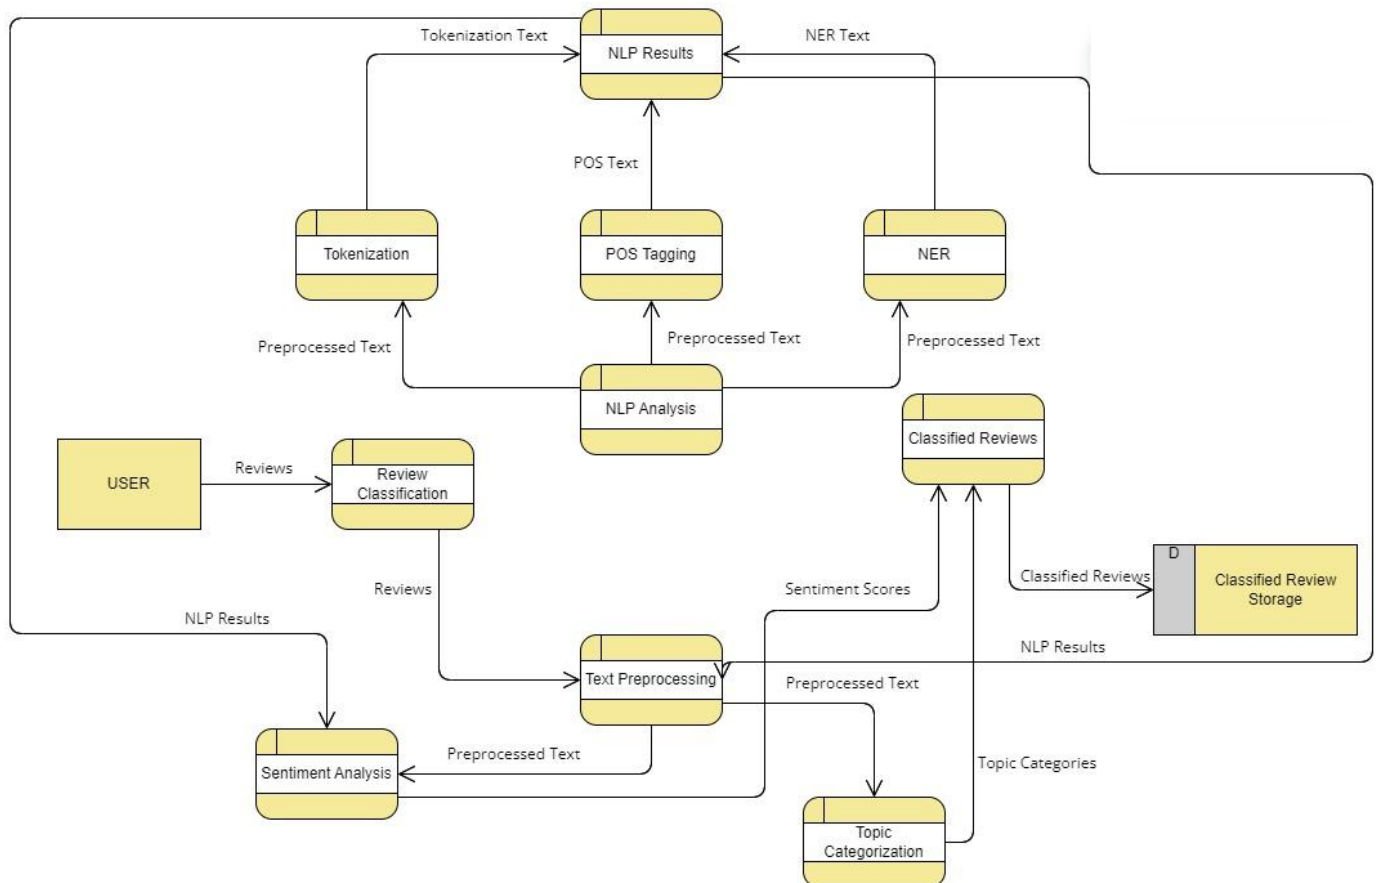 Tokenization Text
NER Text
NLP Results
POS Text
Tokenization
POS Tagging
NER
Preprocessed Text
Preprocessed Text
Preprocessed Text
NLP Analysis
Classified Reviews
USER
Reviews
Review
Classification
Reviews
Sentiment Scores
Classified Reviews
D
Classified Review
Storage
NLP Results
NLP Results
Text Preprocessing
Preprocessed Text
Preprocessed Text
Sentiment Analysis
Topic Categories
Topic
Categorization